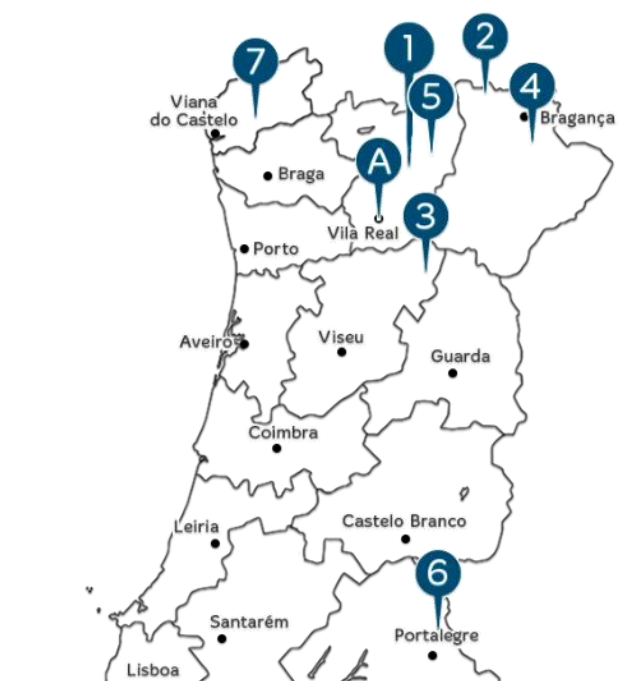 2
1
7
4
5
Viana
do Castelo
Bragança
A
Braga
3
Vila Real
Porto
Aveiro
Viseu
Guarda
Coimbra
Leiria
Castelo Branco
6
Santarém
Portalegre
Lisboa